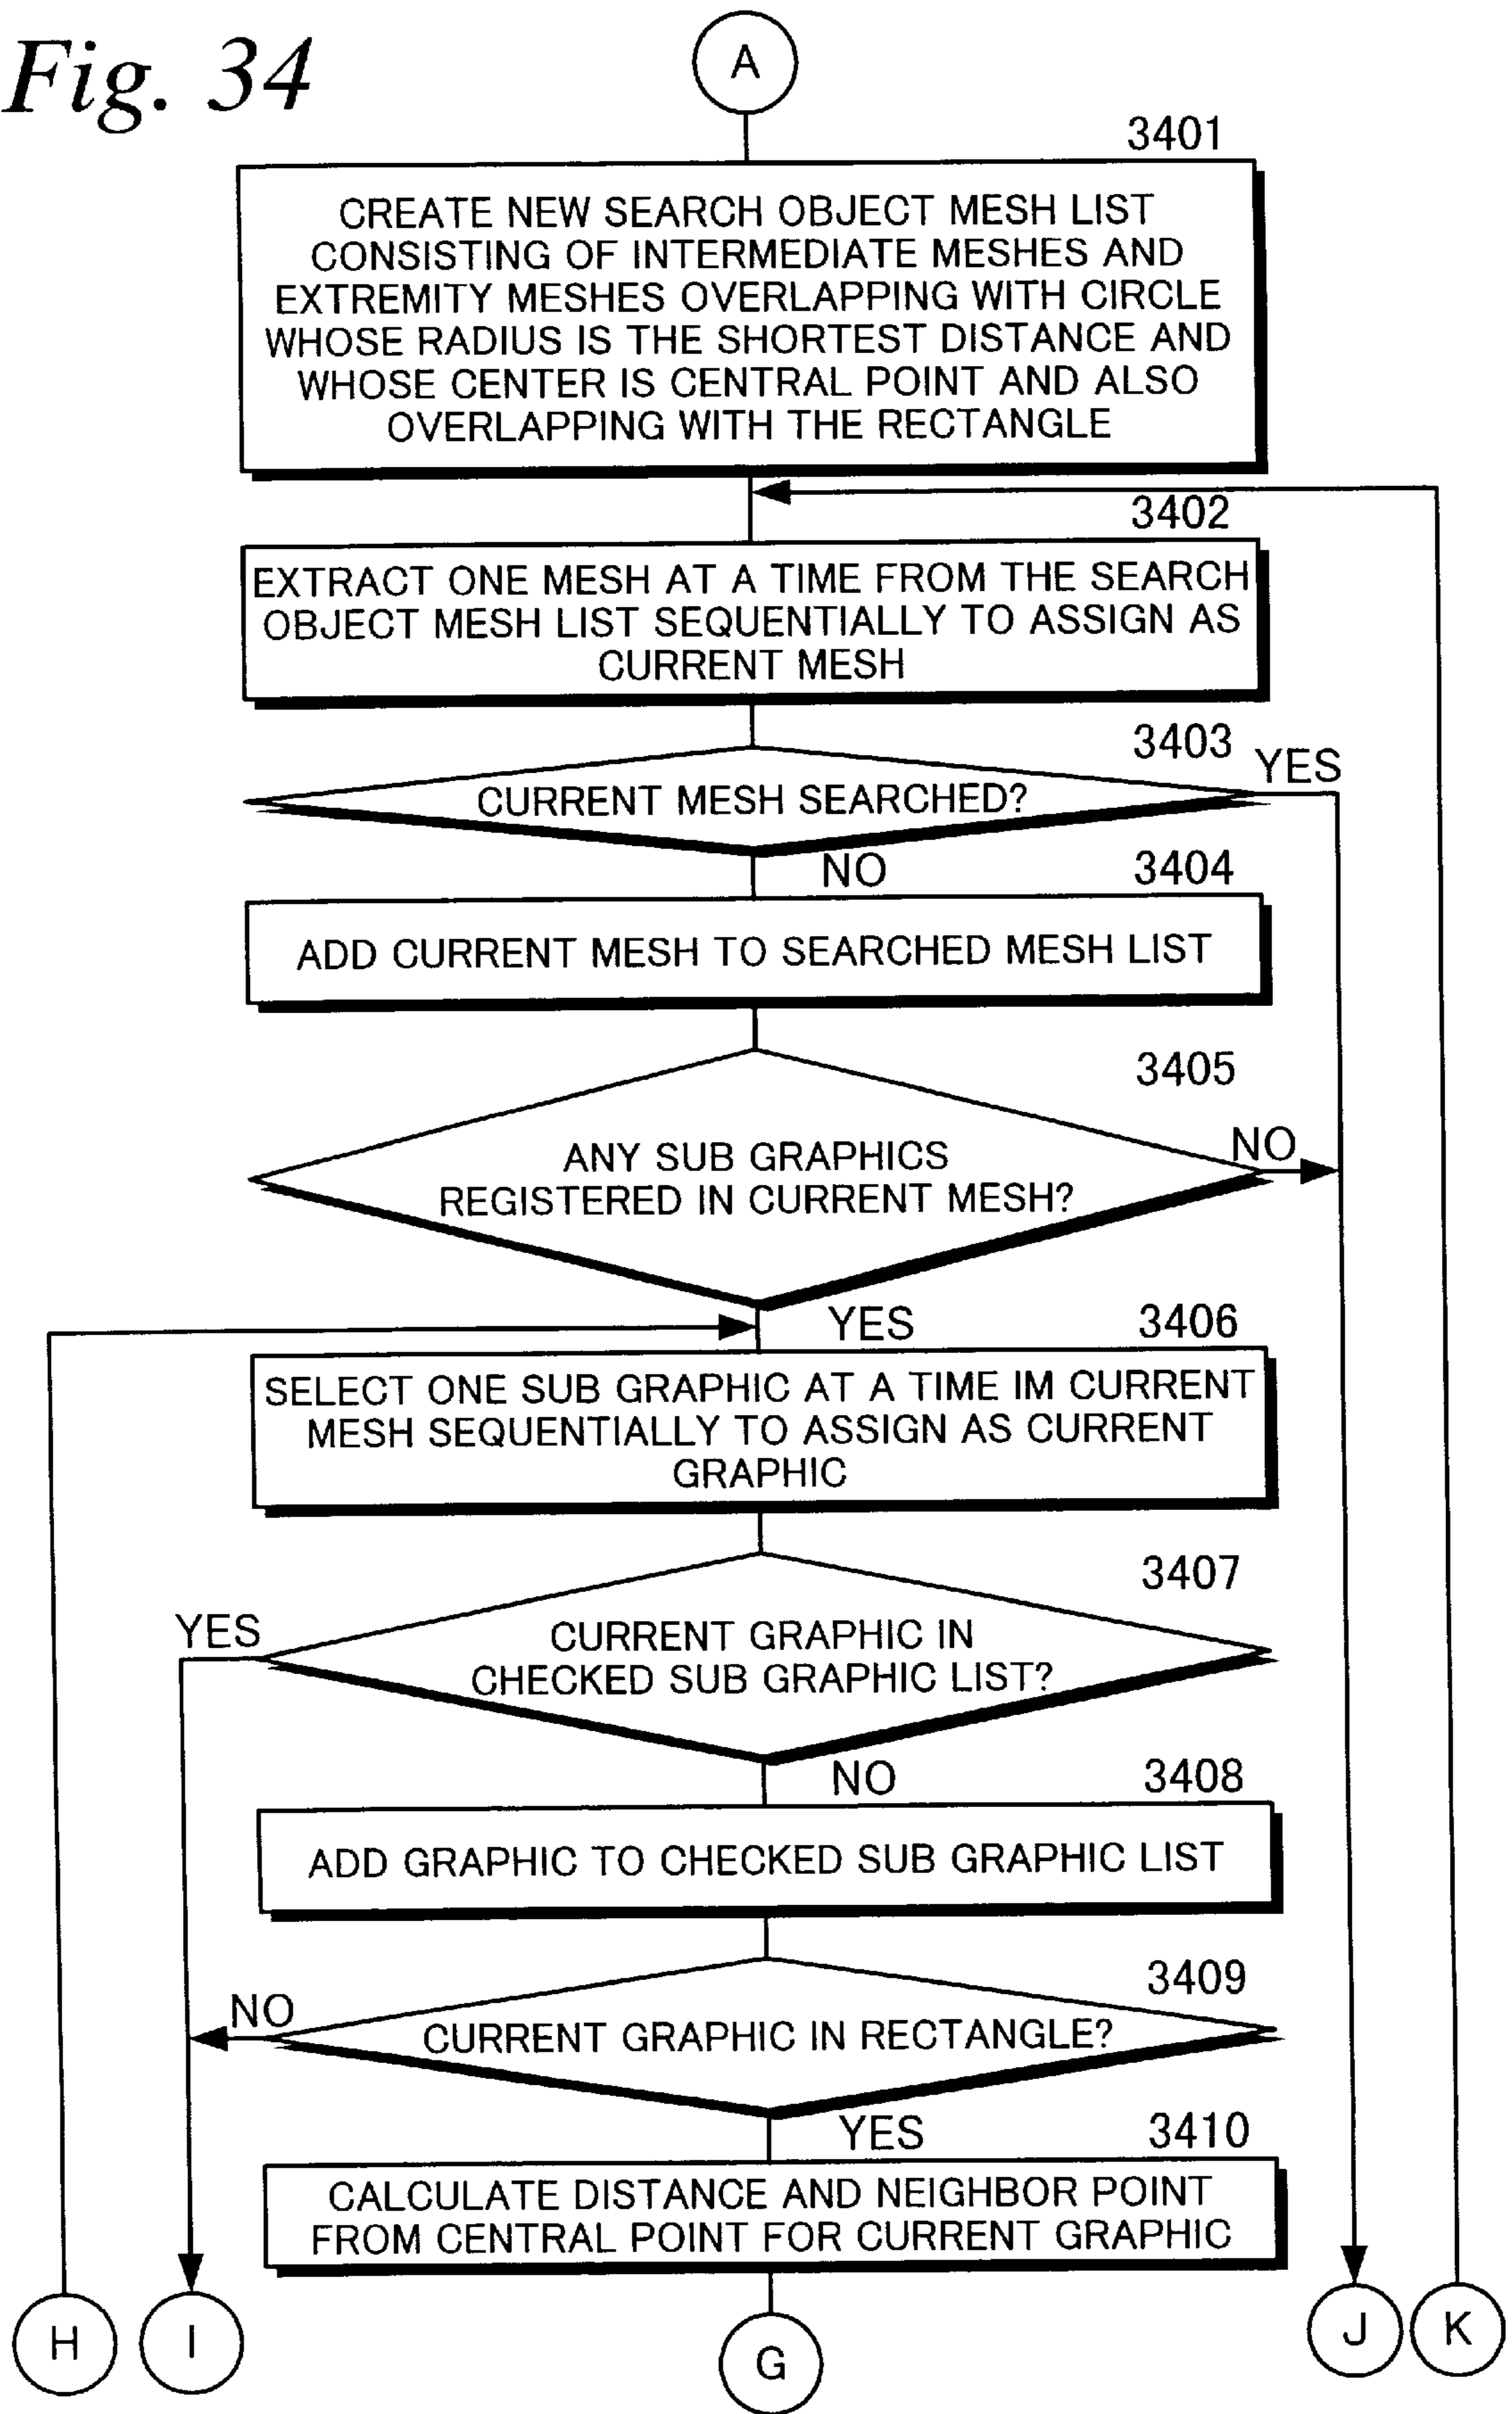 Fig. 34
A
3401
CREATE NEW SEARCH OBJECT MESH LIST
CONSISTING OF INTERMEDIATE MESHES AND
EXTREMITY MESHES OVERLAPPING WITH CIRCLE
WHOSE RADIUS IS THE SHORTEST DISTANCE AND
WHOSE CENTER IS CENTRAL POINT AND ALSO
OVERLAPPING WITH THE RECTANGLE
3402
EXTRACT ONE MESH AT A TIME FROM THE SEARCH
OBJECT MESH LIST SEQUENTIALLY TO ASSIGN AS
CURRENT MESH
3403
YES
CURRENT MESH SEARCHED?
NO
3404
ADD CURRENT MESH TO SEARCHED MESH LIST
3405
NO
ANY SUB GRAPHICS
REGISTERED IN CURRENT MESH?
YES
3406
SELECT ONE SUB GRAPHIC AT A TIME IM CURRENT
MESH SEQUENTIALLY TO ASSIGN AS CURRENT
GRAPHIC
3407
YES
CURRENT GRAPHIC IN
CHECKED SUB GRAPHIC LIST?
NO
3408
ADD GRAPHIC TO CHECKED SUB GRAPHIC LIST
3409
NO
CURRENT GRAPHIC IN RECTANGLE?
YES
3410
CALCULATE DISTANCE AND NEIGHBOR POINT
FROM CENTRAL POINT FOR CURRENT GRAPHIC
H
I
G
J
K